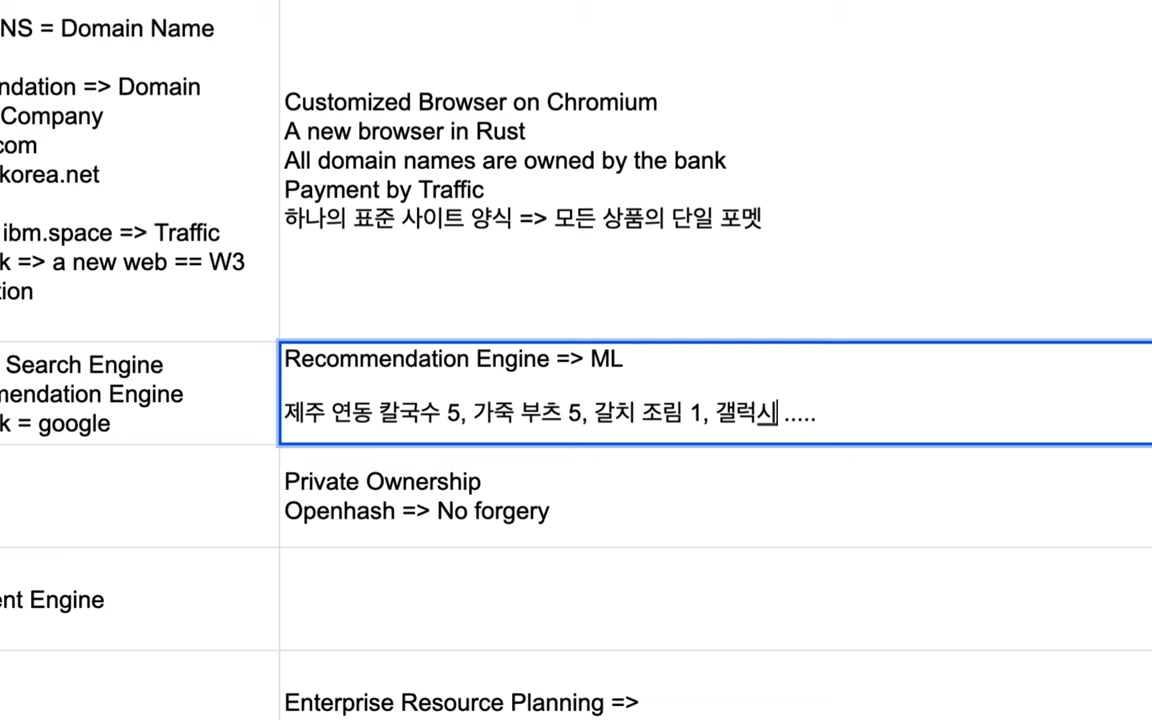 NS = Domain Name
ndation => Domain
Company
com
korea.net
ibm.space => Traffic
k => a new web == W3
tion
Customized Browser on Chromium
A new browser in Rust
All domain names are owned by the bank
Payment by Traffic
하나의 표준 사이트 양식 => 모든 상품의 단일 포멧
Search Engine
mendation Engine
k = google
Recommendation Engine => ML
제주 연동 칼국수 5, 가죽 부츠 5, 갈치 조림 1, 갤럭시 .....
Private Ownership
Openhash => No forgery
ent Engine
Enterprise Resource Planning =>